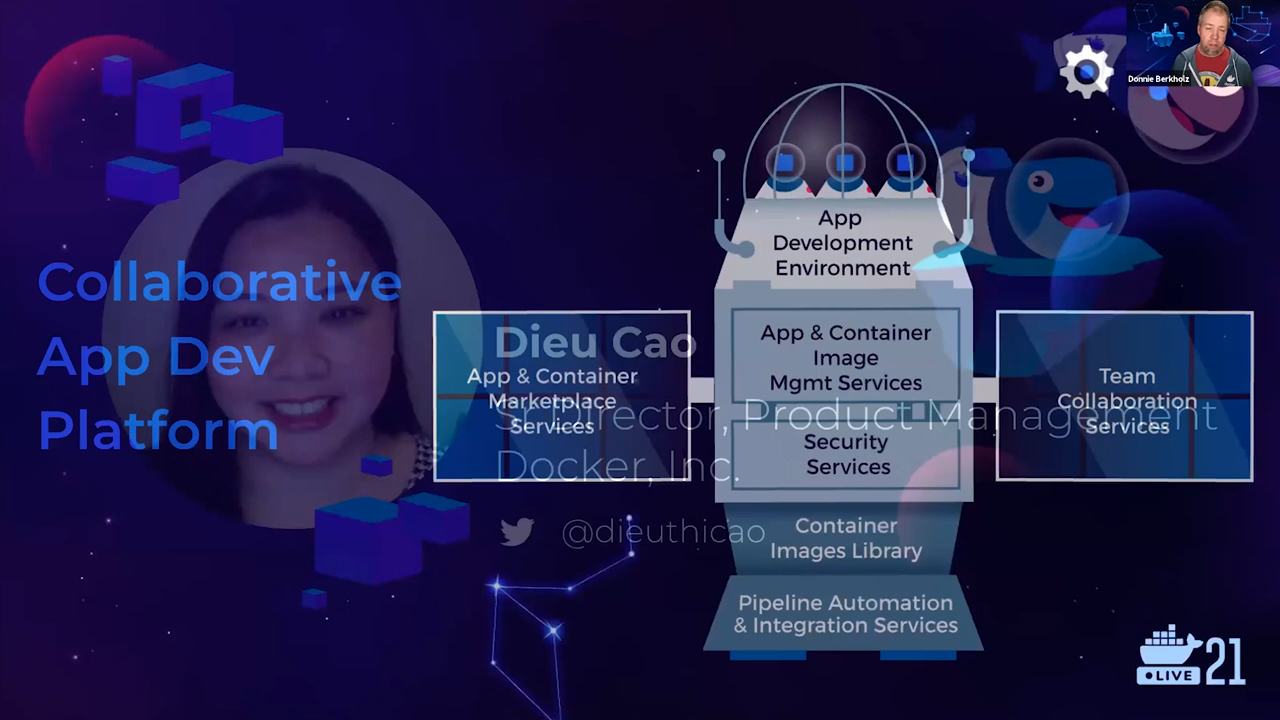 Donnie Berkholz
Collaborative
App Dev
Platform
Dieu Cao
Sr. Director, Product Management
Docker, Inc.
@dieuthicao
App & Container
Marketplace
Services
App
Development
Environment
App & Container
Image
Mgmt Services
Security
Services
Container
Images Library
Pipeline Automation
& Integration Services
Team
Collaboration
Services
LIVE 21